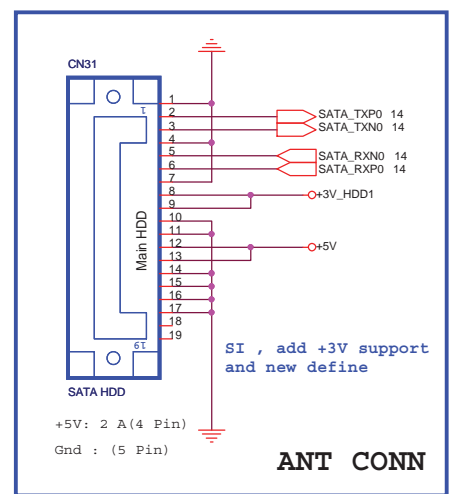 CN31
1
1
2
SATA_TXP0 14
3
SATA_TXN0 14
4
5
SATA_RXN0 14
6
SATA_RXP0 14
7
8
+3V_HDD1
9
10
11
12
+5V
13
14
15
16
17
18
19
19
Main HDD
SI , add +3V support
and new define
SATA HDD
+5V: 2 A(4 Pin)
Gnd : (5 Pin)
ANT CONN